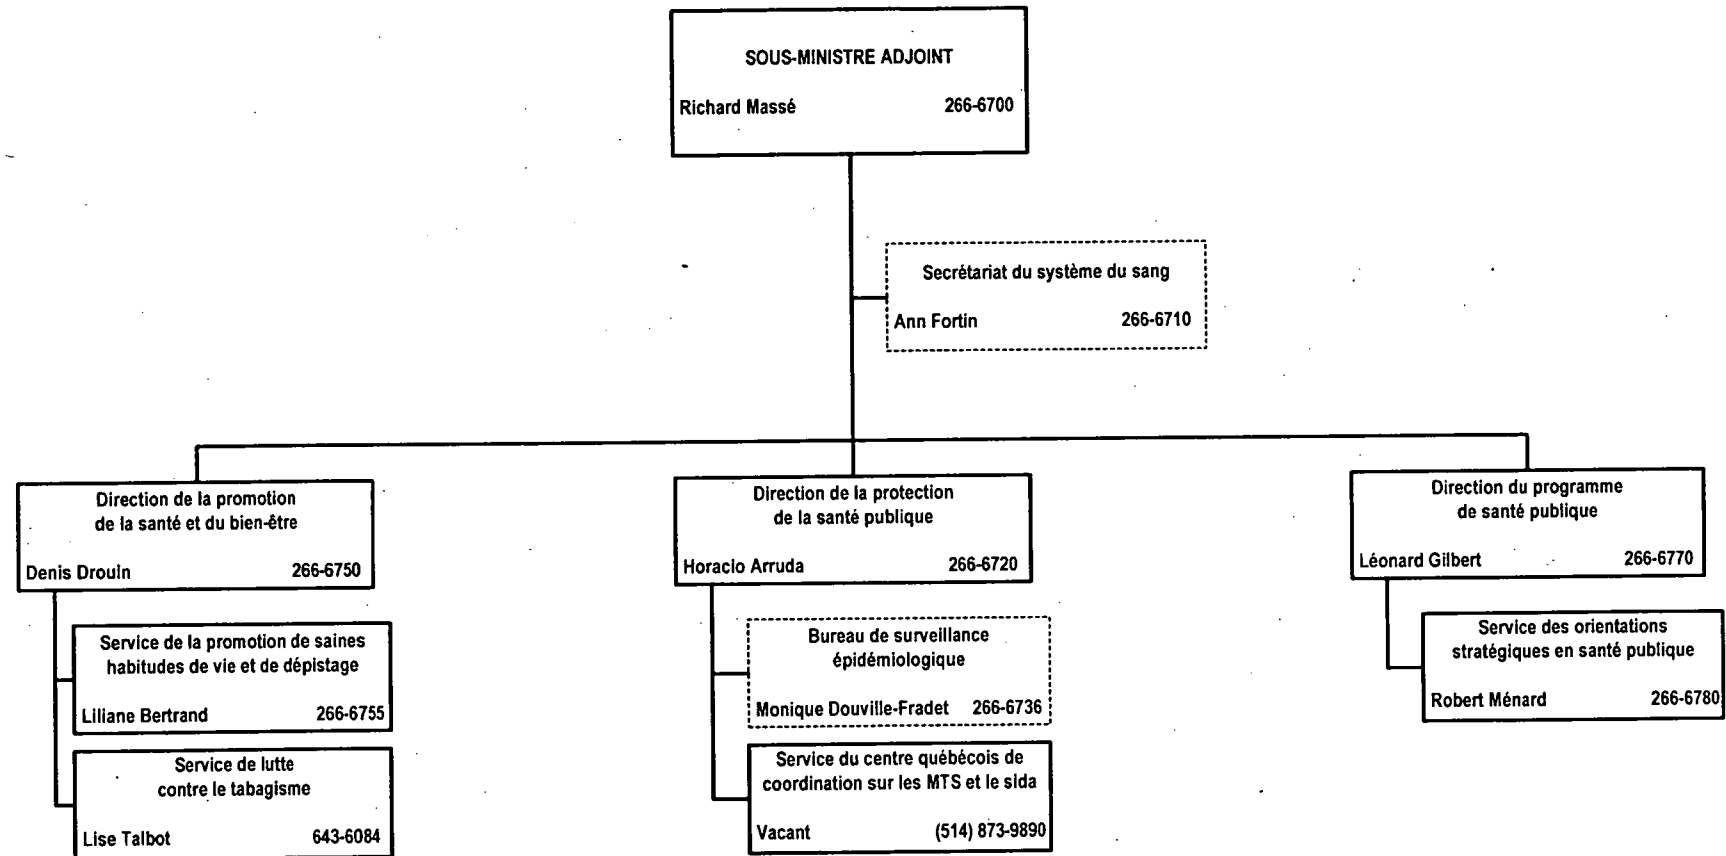 SOUS-MINISTRE ADJOINT
Richard Massé 266-6700
Secrétariat du système du sang
Ann Fortin 266-6710
Direction de la promotion
de la santé et du bien-être
Denis Drouin 266-6750
Service de la promotion de saines
habitudes de vie et de dépistage
Liliane Bertrand 266-6755
Service de lutte
contre le tabagisme
Lise Talbot 643-6084
Direction de la protection
de la santé publique
Horacio Arruda 266-6720
Bureau de surveillance
épidémiologique
Monique Douville-Fradet 266-6736
Service du centre québécois de
coordination sur les MTS et le sida
Vacant (514) 873-9890
Direction du programme
de santé publique
Léonard Gilbert 266-6770
Service des orientations
stratégiques en santé publique
Robert Ménard 266-6780